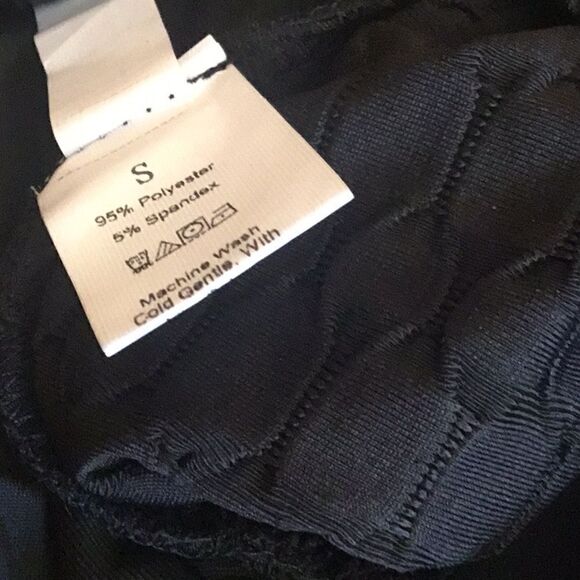 S
95% Polyester
5% Spandex
Machine Wash
Cold Gentle, With